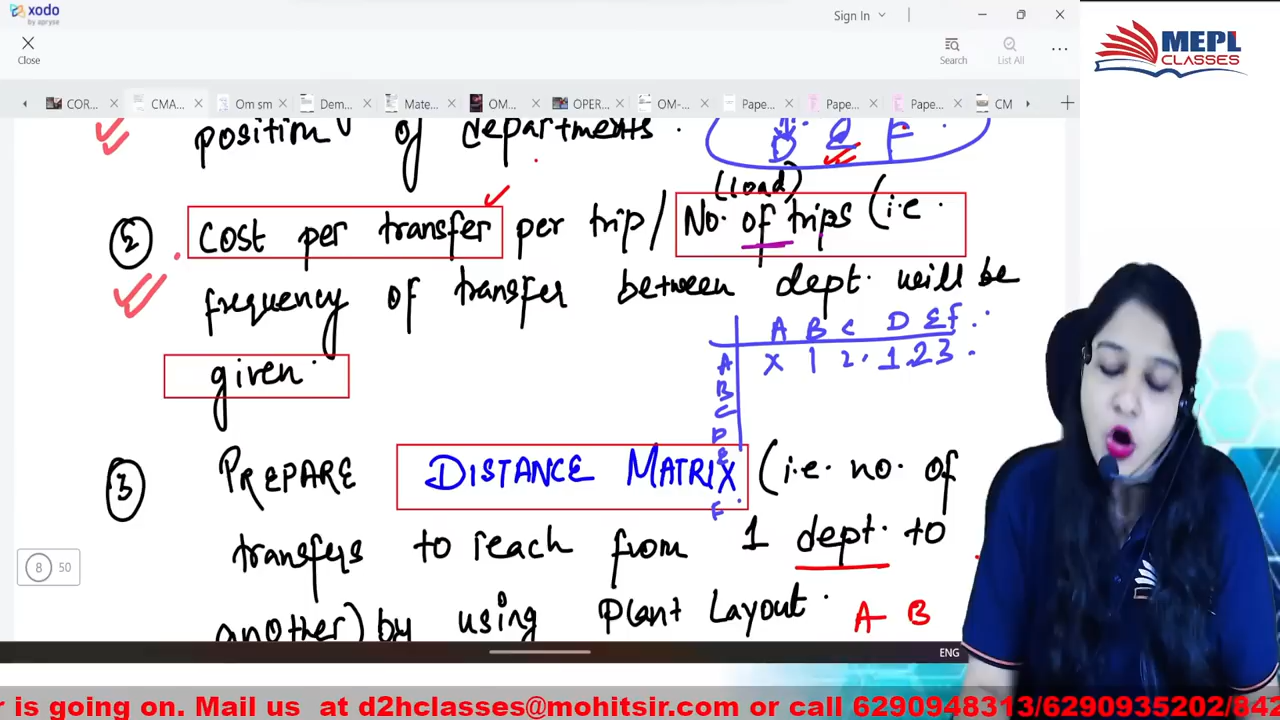 xodo
by apryse
Sign In
Close
Search
List All
COR...
CMA...
Om sm
Dem...
Mate...
OM...
OPER...
OM-...
Pape...
Pape...
Pape...
CM
MEPL
CLASSES
position of departments.
D E F
(load)
② Cost per transfer per trip/ No. of trips (i.e.
frequency of transfer between dept. will be
given.
A B C D E F
A X 1 2 1 2 3
B
C
D
E
F
③ PREPARE DISTANCE MATRIX (i.e. no. of
transfers to reach from 1 dept. to
another) by using Plant Layout.
A B
8 50
ENG
r is going on. Mail us at d2hclasses@mohitsir.com or call 6290948313/6290935202/842